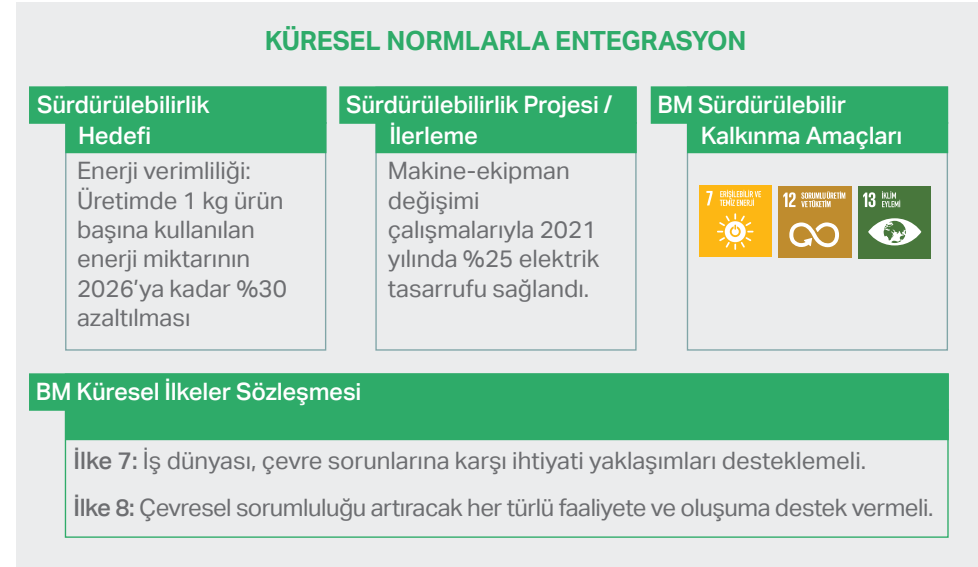 KÜRESEL NORMLARLA ENTEGRASYON
Sürdürülebilirlik
Hedefi
Enerji verimliliği:
Üretimde 1 kg ürün
başına kullanılan
enerji miktarının
2026'ya kadar %30
azaltılması
Sürdürülebilirlik Projesi /
İlerleme
Makine-ekipman
değişimi
çalışmalarıyla 2021
yılında %25 elektrik
tasarrufu sağlandı.
BM Sürdürülebilir
Kalkınma Amaçları
7 ERİŞİLEBİLİR VE
TEMİZ ENERJİ
12 SORUMLU ÜRETİM
VE TÜKETİM
13 İKLİM
EYLEMİ
BM Küresel İlkeler Sözleşmesi
İlke 7: İş dünyası, çevre sorunlarına karşı ihtiyati yaklaşımları desteklemeli.
İlke 8: Çevresel sorumluluğu artıracak her türlü faaliyete ve oluşuma destek vermeli.